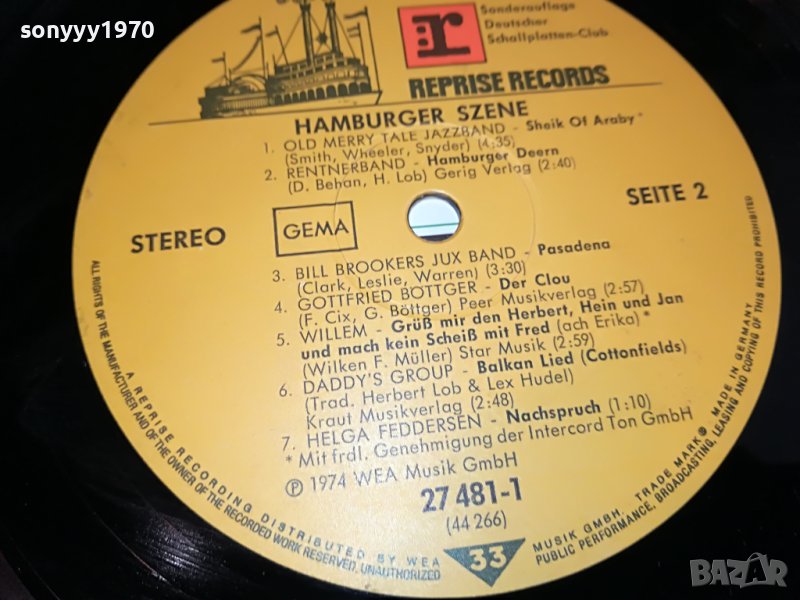 sonyyy1970
Sonderauflage
Deutscher
Schallplatten-Club
r
REPRISE RECORDS
HAMBURGER SZENE
1. OLD MERRY TALE JAZZBAND - Sheik Of Araby *
(Smith, Wheeler, Snyder) (4:35)
2. RENTNERBAND - Hamburger Deern
(D. Behan, H. Lob) Gerig Verlag (2:40)
STEREO
GEMA
SEITE 2
3. BILL BROOKERS JUX BAND - Pasadena
(Clark, Leslie, Warren) (3:30)
4. GOTTFRIED BÖTTGER - Der Clou
(F. Cix, G. Böttger) Peer Musikverlag (2:57)
5. WILLEM - Grüß mir den Herbert, Hein und Jan
und mach kein Scheiß mit Fred (ach Erika) *
(Wilken F. Müller) Star Musik (2:59)
6. DADDY'S GROUP - Balkan Lied (Cottonfields)
(Trad. Herbert Lob & Lex Hudel)
Kraut Musikverlag (2:48)
7. HELGA FEDDERSEN - Nachspruch (1:10)
* Mit frdl. Genehmigung der Intercord Ton GmbH
℗ 1974 WEA Musik GmbH
27 481-1
(44 266)
33
ALL RIGHTS OF THE MANUFACTURER AND OF THE OWNER OF THE RECORDED WORK RESERVED. UNAUTHORIZED
PUBLIC PERFORMANCE, BROADCASTING, LEASING AND COPYING OF THIS RECORD PROHIBITED
A REPRISE RECORDING DISTRIBUTED BY WEA
MUSIK GMBH. TRADE MARK ® MADE IN GERMANY
BAZAR